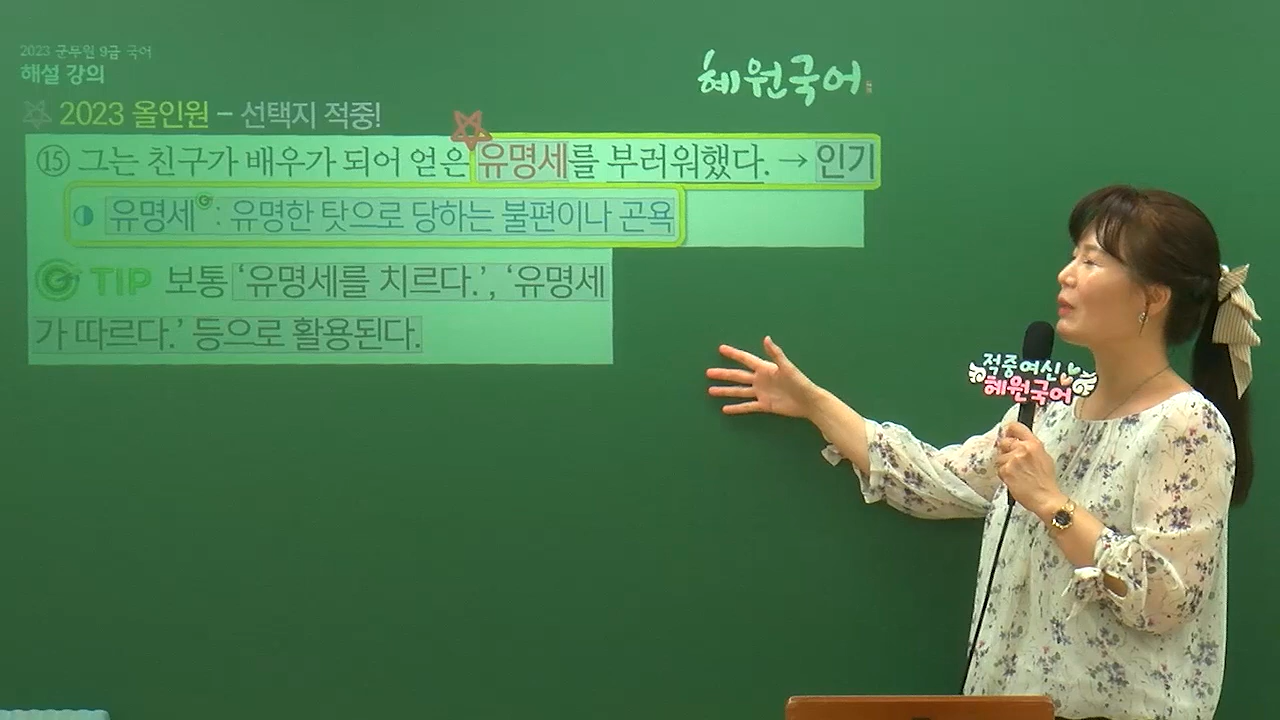 2023 군무원 9급 국어
해설 강의
혜원국어
2023 올인원 - 선택지 적중!
⑮ 그는 친구가 배우가 되어 얻은 유명세를 부러워했다. → 인기
유명세 : 유명한 탓으로 당하는 불편이나 곤욕
TIP 보통 ‘유명세를 치르다.’, ‘유명세
가 따르다.’ 등으로 활용된다.
적중여신
혜원국어